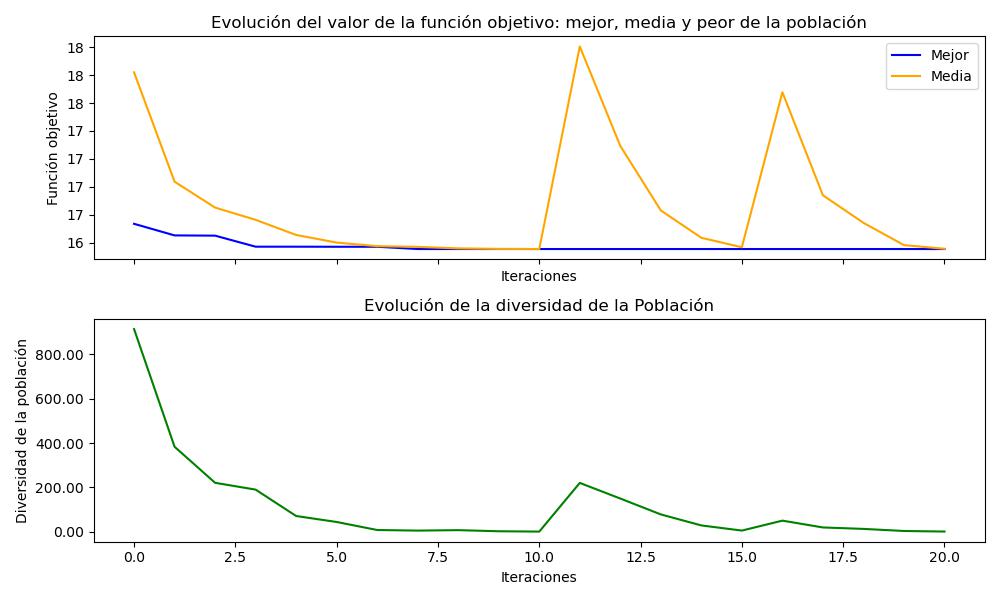 Evolución del valor de la función objetivo: mejor, media y peor de la población
Función objetivo
18
18
18
17
17
17
17
16
Mejor
Media
Iteraciones
Evolución de la diversidad de la Población
Diversidad de la población
800.00
600.00
400.00
200.00
0.00
0.0 2.5 5.0 7.5 10.0 12.5 15.0 17.5 20.0
Iteraciones